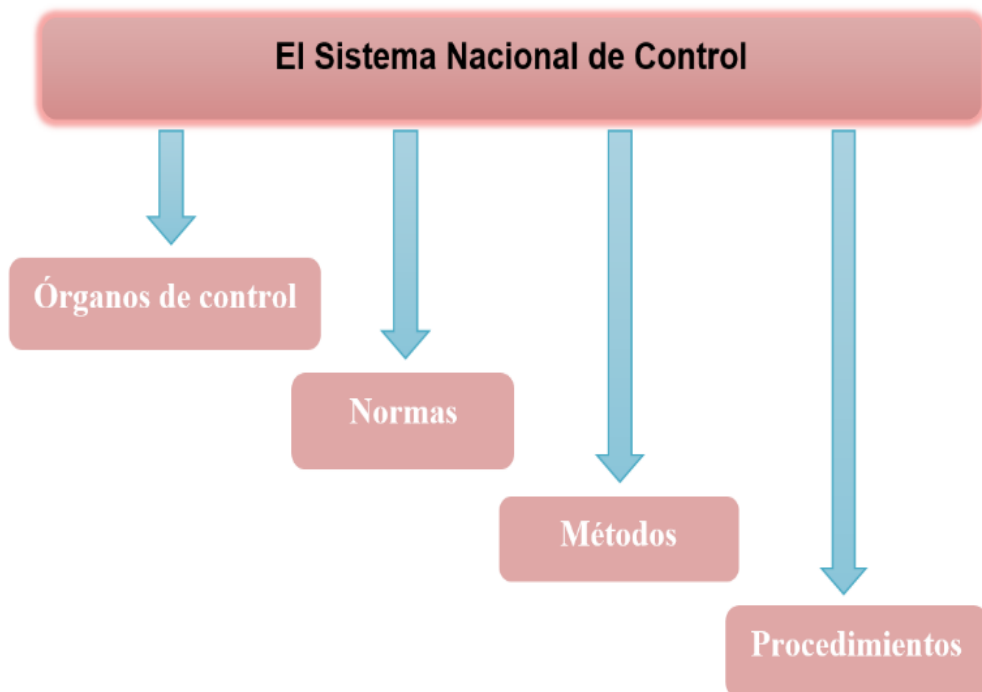 El Sistema Nacional de Control
Órganos de control
Normas
Métodos
Procedimientos